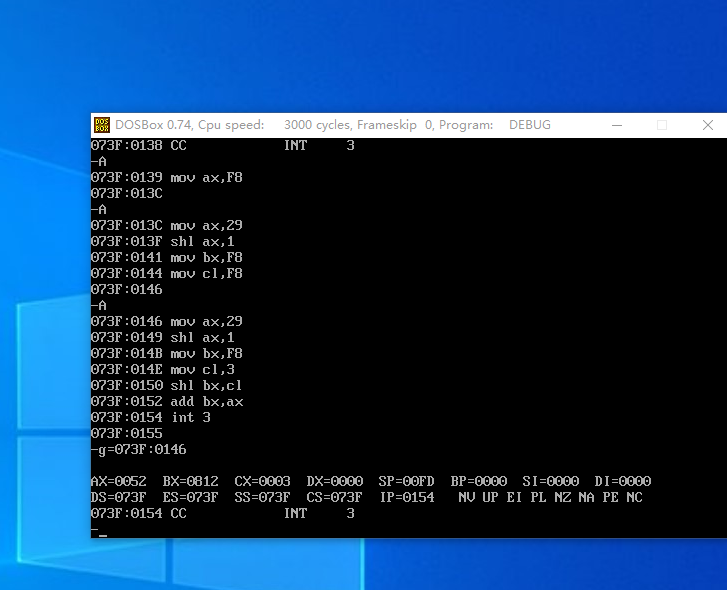 DOS BOX DOSBox 0.74, Cpu speed: 3000 cycles, Frameskip 0, Program: DEBUG
073F:0138 CC INT 3
-A
073F:0139 mov ax,F8
073F:013C
-A
073F:013C mov ax,29
073F:013F shl ax,1
073F:0141 mov bx,F8
073F:0144 mov cl,F8
073F:0146
-A
073F:0146 mov ax,29
073F:0149 shl ax,1
073F:014B mov bx,F8
073F:014E mov cl,3
073F:0150 shl bx,cl
073F:0152 add bx,ax
073F:0154 int 3
073F:0155
-g=073F:0146
AX=0052 BX=0812 CX=0003 DX=0000 SP=00FD BP=0000 SI=0000 DI=0000
DS=073F ES=073F SS=073F CS=073F IP=0154 NV UP EI PL NZ NA PE NC
073F:0154 CC INT 3
-_